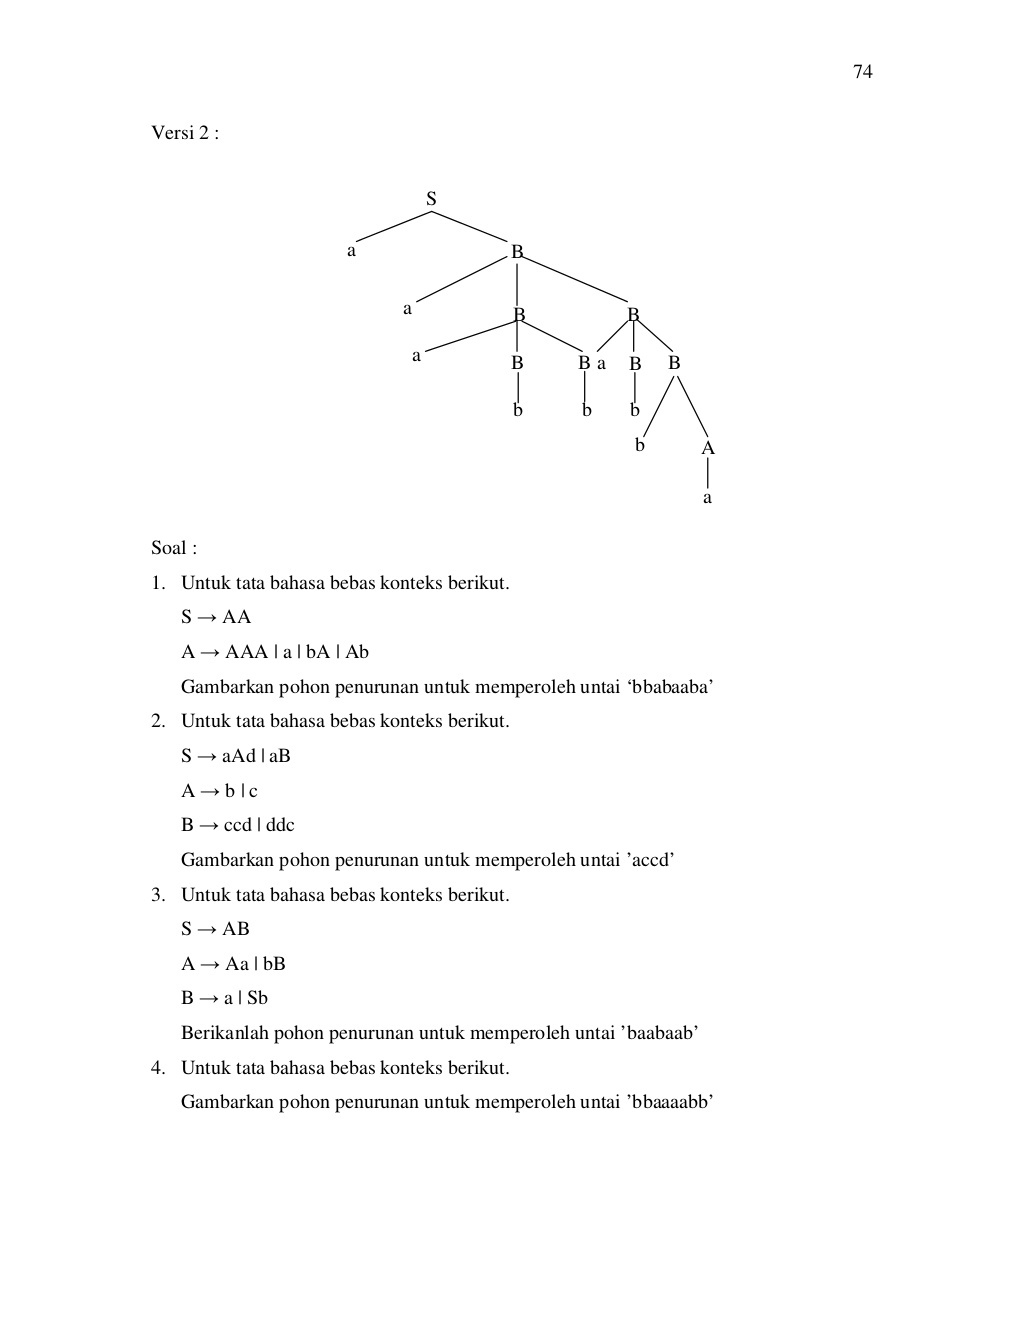 74
Versi 2 :
S
a B
a B B
a B B a B B
b b b
b A
a
Soal :
1. Untuk tata bahasa bebas konteks berikut.
S → AA
A → AAA | a | bA | Ab
Gambarkan pohon penurunan untuk memperoleh untai ‘bbabaaba’
2. Untuk tata bahasa bebas konteks berikut.
S → aAd | aB
A → b | c
B → ccd | ddc
Gambarkan pohon penurunan untuk memperoleh untai ’accd’
3. Untuk tata bahasa bebas konteks berikut.
S → AB
A → Aa | bB
B → a | Sb
Berikanlah pohon penurunan untuk memperoleh untai ’baabaab’
4. Untuk tata bahasa bebas konteks berikut.
Gambarkan pohon penurunan untuk memperoleh untai ’bbaaaabb’